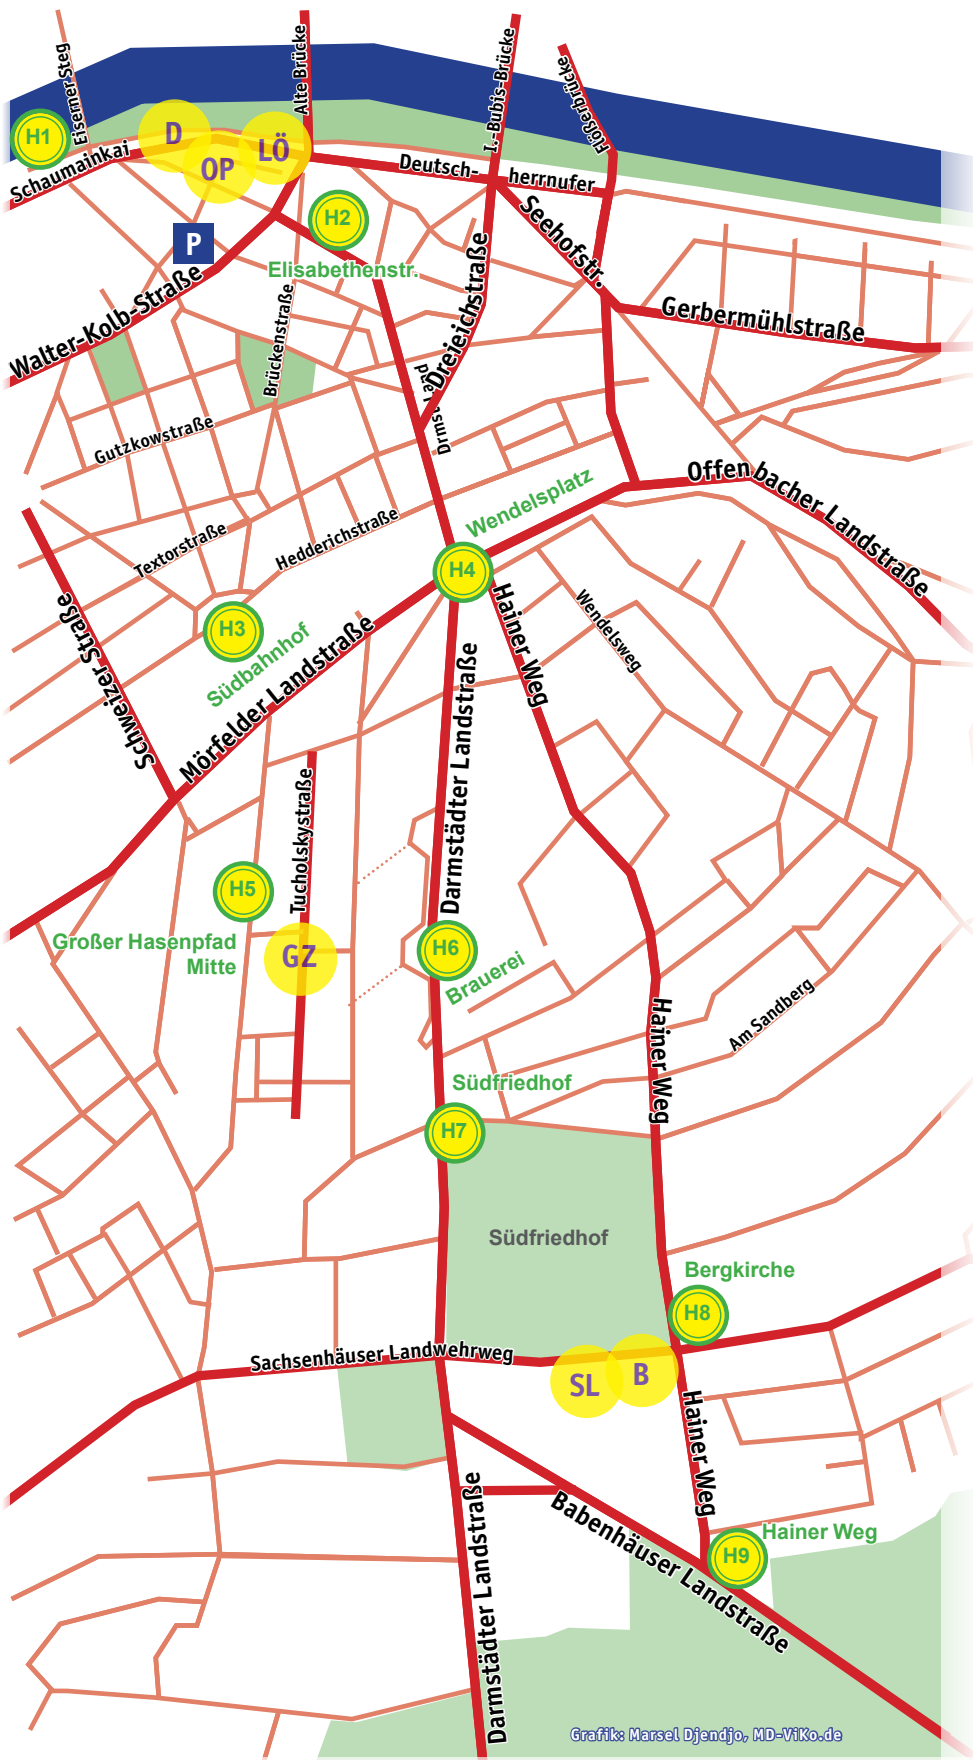 Eiserner Steg
Alte Brücke
I.-Bubis-Brücke
Flößerbrücke
H1
D
OP
LÖ
Schaumainkai
Deutsch- herrnufer
H2
Seehofstr.
P
Elisabethenstr.
Walter-Kolb-Straße
Brückenstraße
Dreieichstraße
Gerbermühlstraße
Gutzkowstraße
Offenbacher Landstraße
Wendelsplatz
Textorstraße
Hedderichstraße
H4
Schweizer Straße
H3
Südbahnhof
Mörfelder Landstraße
Hainer Weg
Wendelsweg
Darmstädter Landstraße
Tucholskystraße
H5
Großer Hasenpfad
Mitte
GZ
H6
Brauerei
Hainer Weg
Am Sandberg
Südfriedhof
H7
Südfriedhof
Bergkirche
H8
Sachsenhäuser Landwehrweg
SL
B
Hainer Weg
Darmstädter Landstraße
Babenhäuser Landstraße
Hainer Weg
H9
Grafik: Marsel Djendjo, MD-ViKo.de